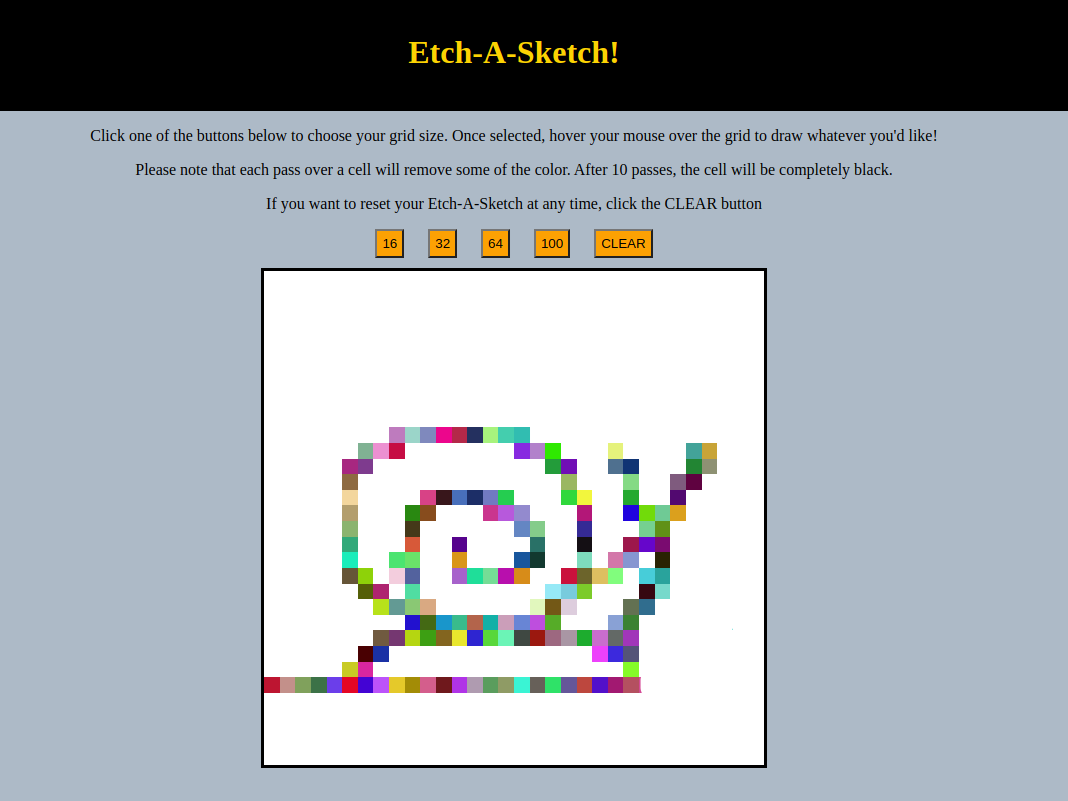 Etch-A-Sketch!
Click one of the buttons below to choose your grid size. Once selected, hover your mouse over the grid to draw whatever you'd like!
Please note that each pass over a cell will remove some of the color. After 10 passes, the cell will be completely black.
If you want to reset your Etch-A-Sketch at any time, click the CLEAR button
16 32 64 100 CLEAR